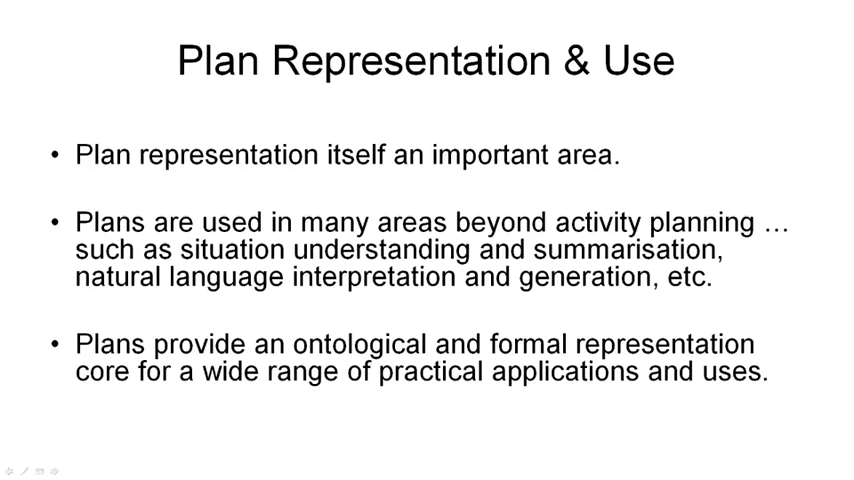 Plan Representation & Use
• Plan representation itself an important area.
• Plans are used in many areas beyond activity planning …
such as situation understanding and summarisation,
natural language interpretation and generation, etc.
• Plans provide an ontological and formal representation
core for a wide range of practical applications and uses.